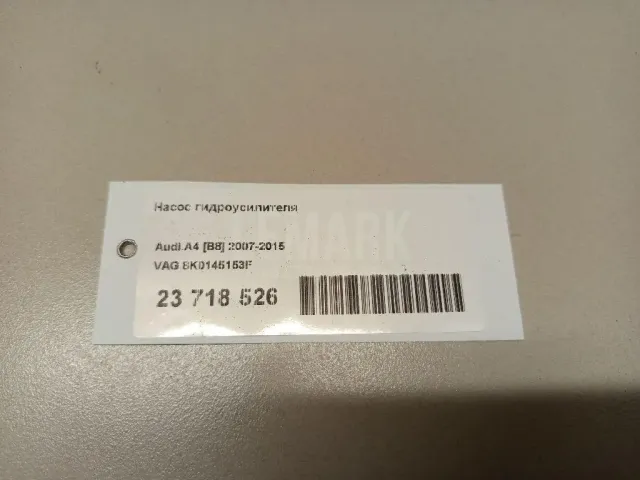 Насос гидроусилителя
Audi A4 [B8] 2007-2015
VAG 8K0145153F
23 718 526